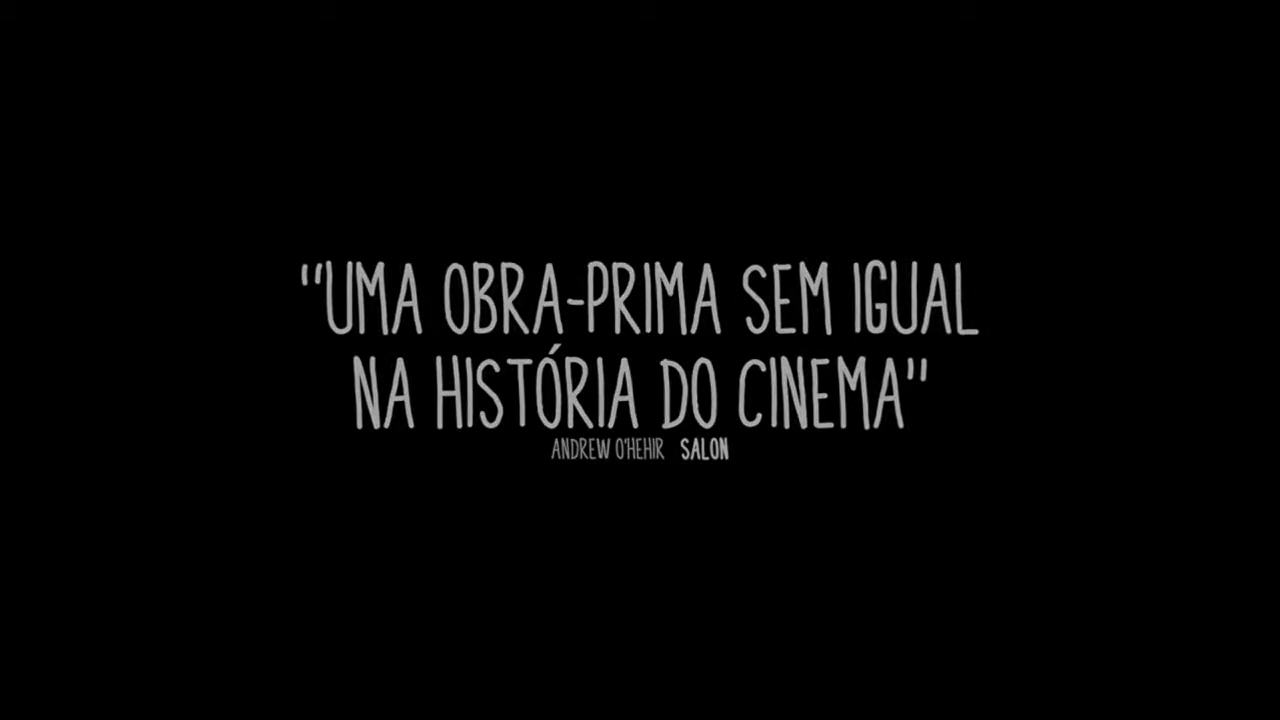 "UMA OBRA-PRIMA SEM IGUAL
NA HISTÓRIA DO CINEMA"
ANDREW O'HEHIR SALON